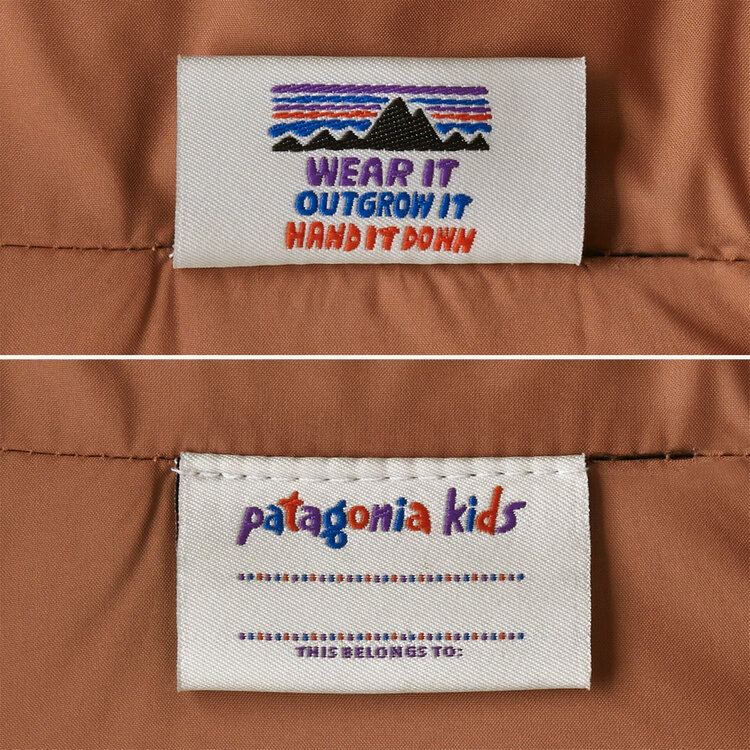 WEAR IT
OUTGROW IT
HAND IT DOWN
patagonia kids
THIS BELONGS TO: